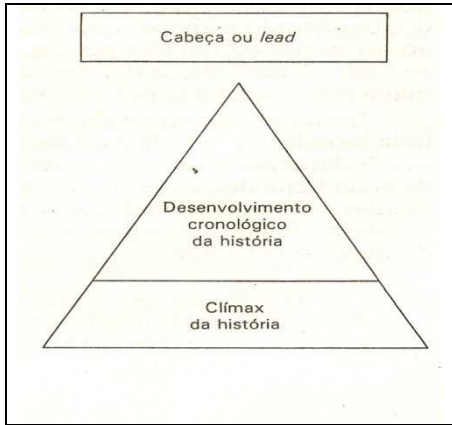 Cabeça ou lead
Desenvolvimento
cronológico
da história
Clímax
da história